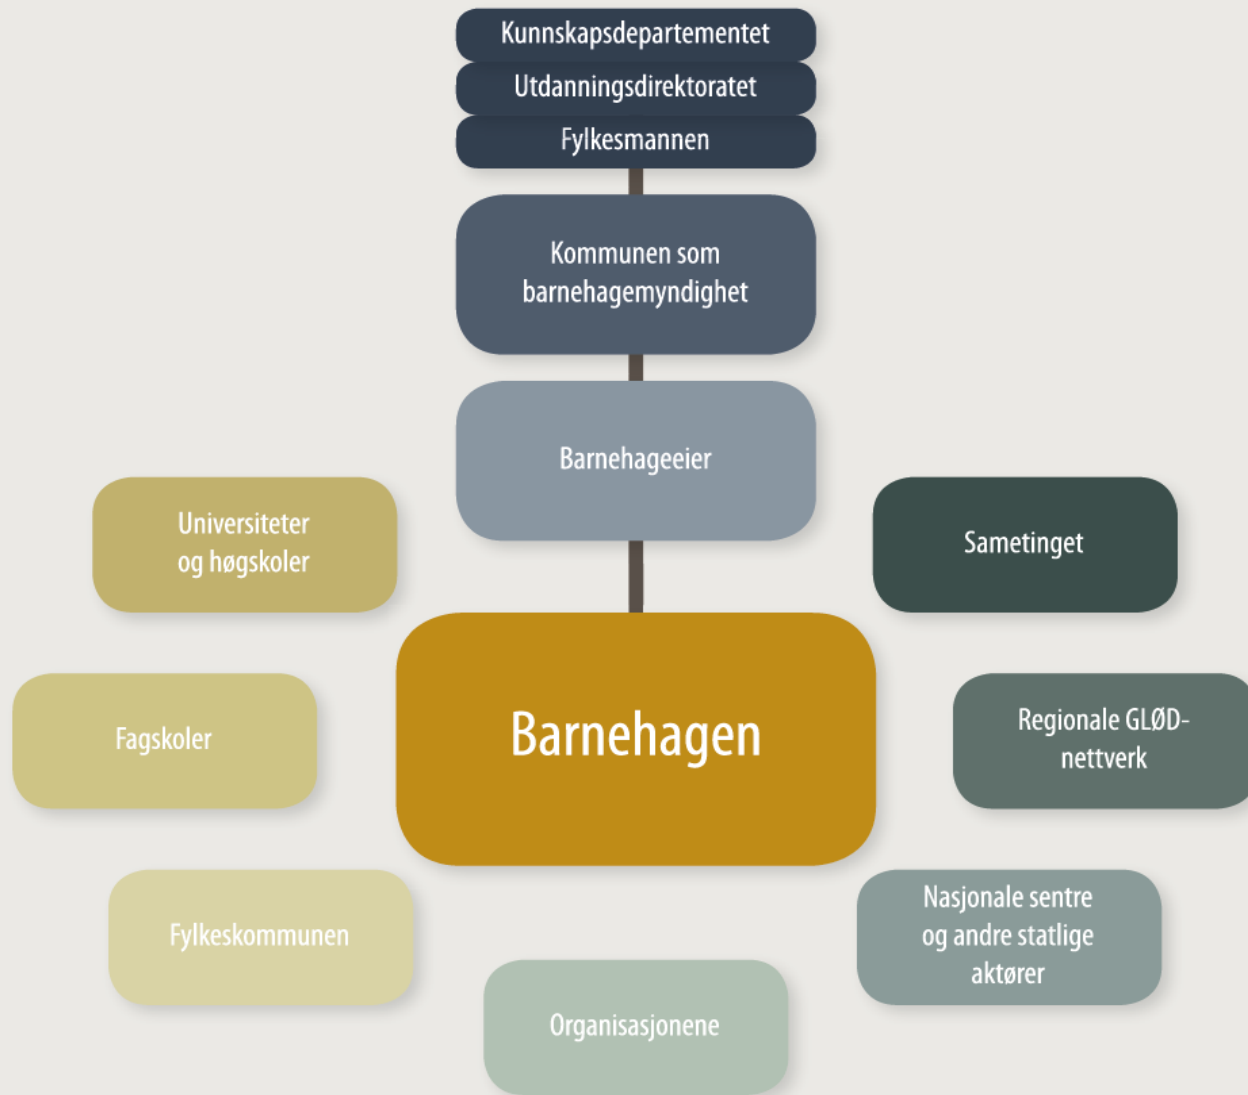 Kunnskapsdepartementet
Utdanningsdirektoratet
Fylkesmannen
Kommunen som
barnehagemyndighet
Barnehageeier
Universiteter
og høgskoler
Sametinget
Fagskoler
Barnehagen
Regionale GLØD-
nettverk
Fylkeskommunen
Nasjonale sentre
og andre statlige
aktører
Organisasjonene